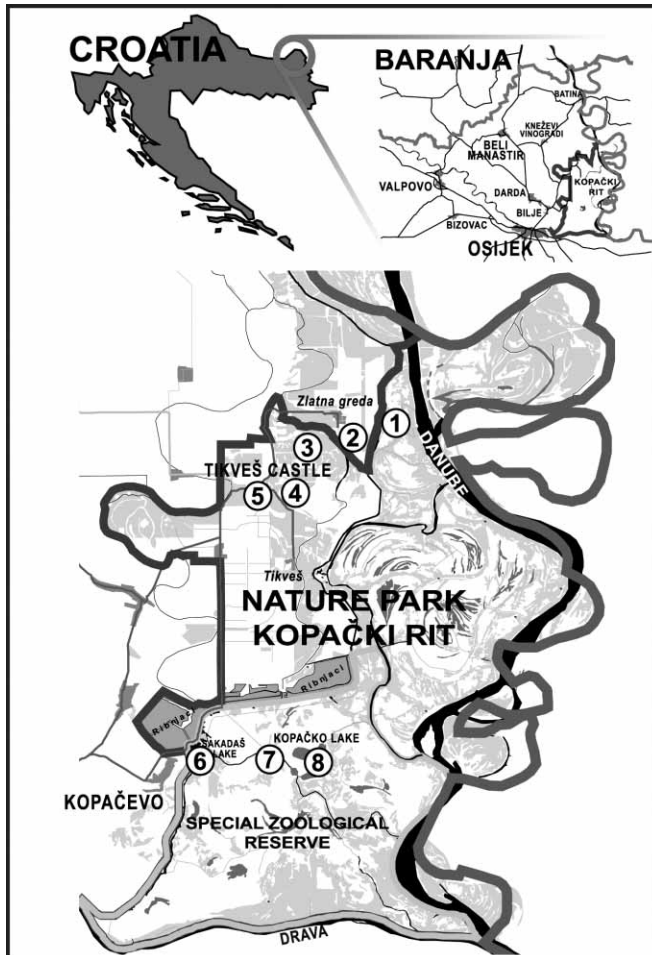 CROATIA
BARANJA
BATINA
KNEŽEVI
VINOGRADI
BELI
MANASTIR
KOPAČKI
RIT
VALPOVO
DARDA
BILJE
BIZOVAC
OSIJEK
Zlatna greda
1
2
3
DANUBE
TIKVEŠ CASTLE
5
4
Tikveš
NATURE PARK
KOPAČKI RIT
Ribnjaci
Ribnjaci
SAKADAŠ
LAKE
KOPAČKO LAKE
6
7
8
KOPAČEVO
SPECIAL ZOOLOGICAL
RESERVE
DRAVA